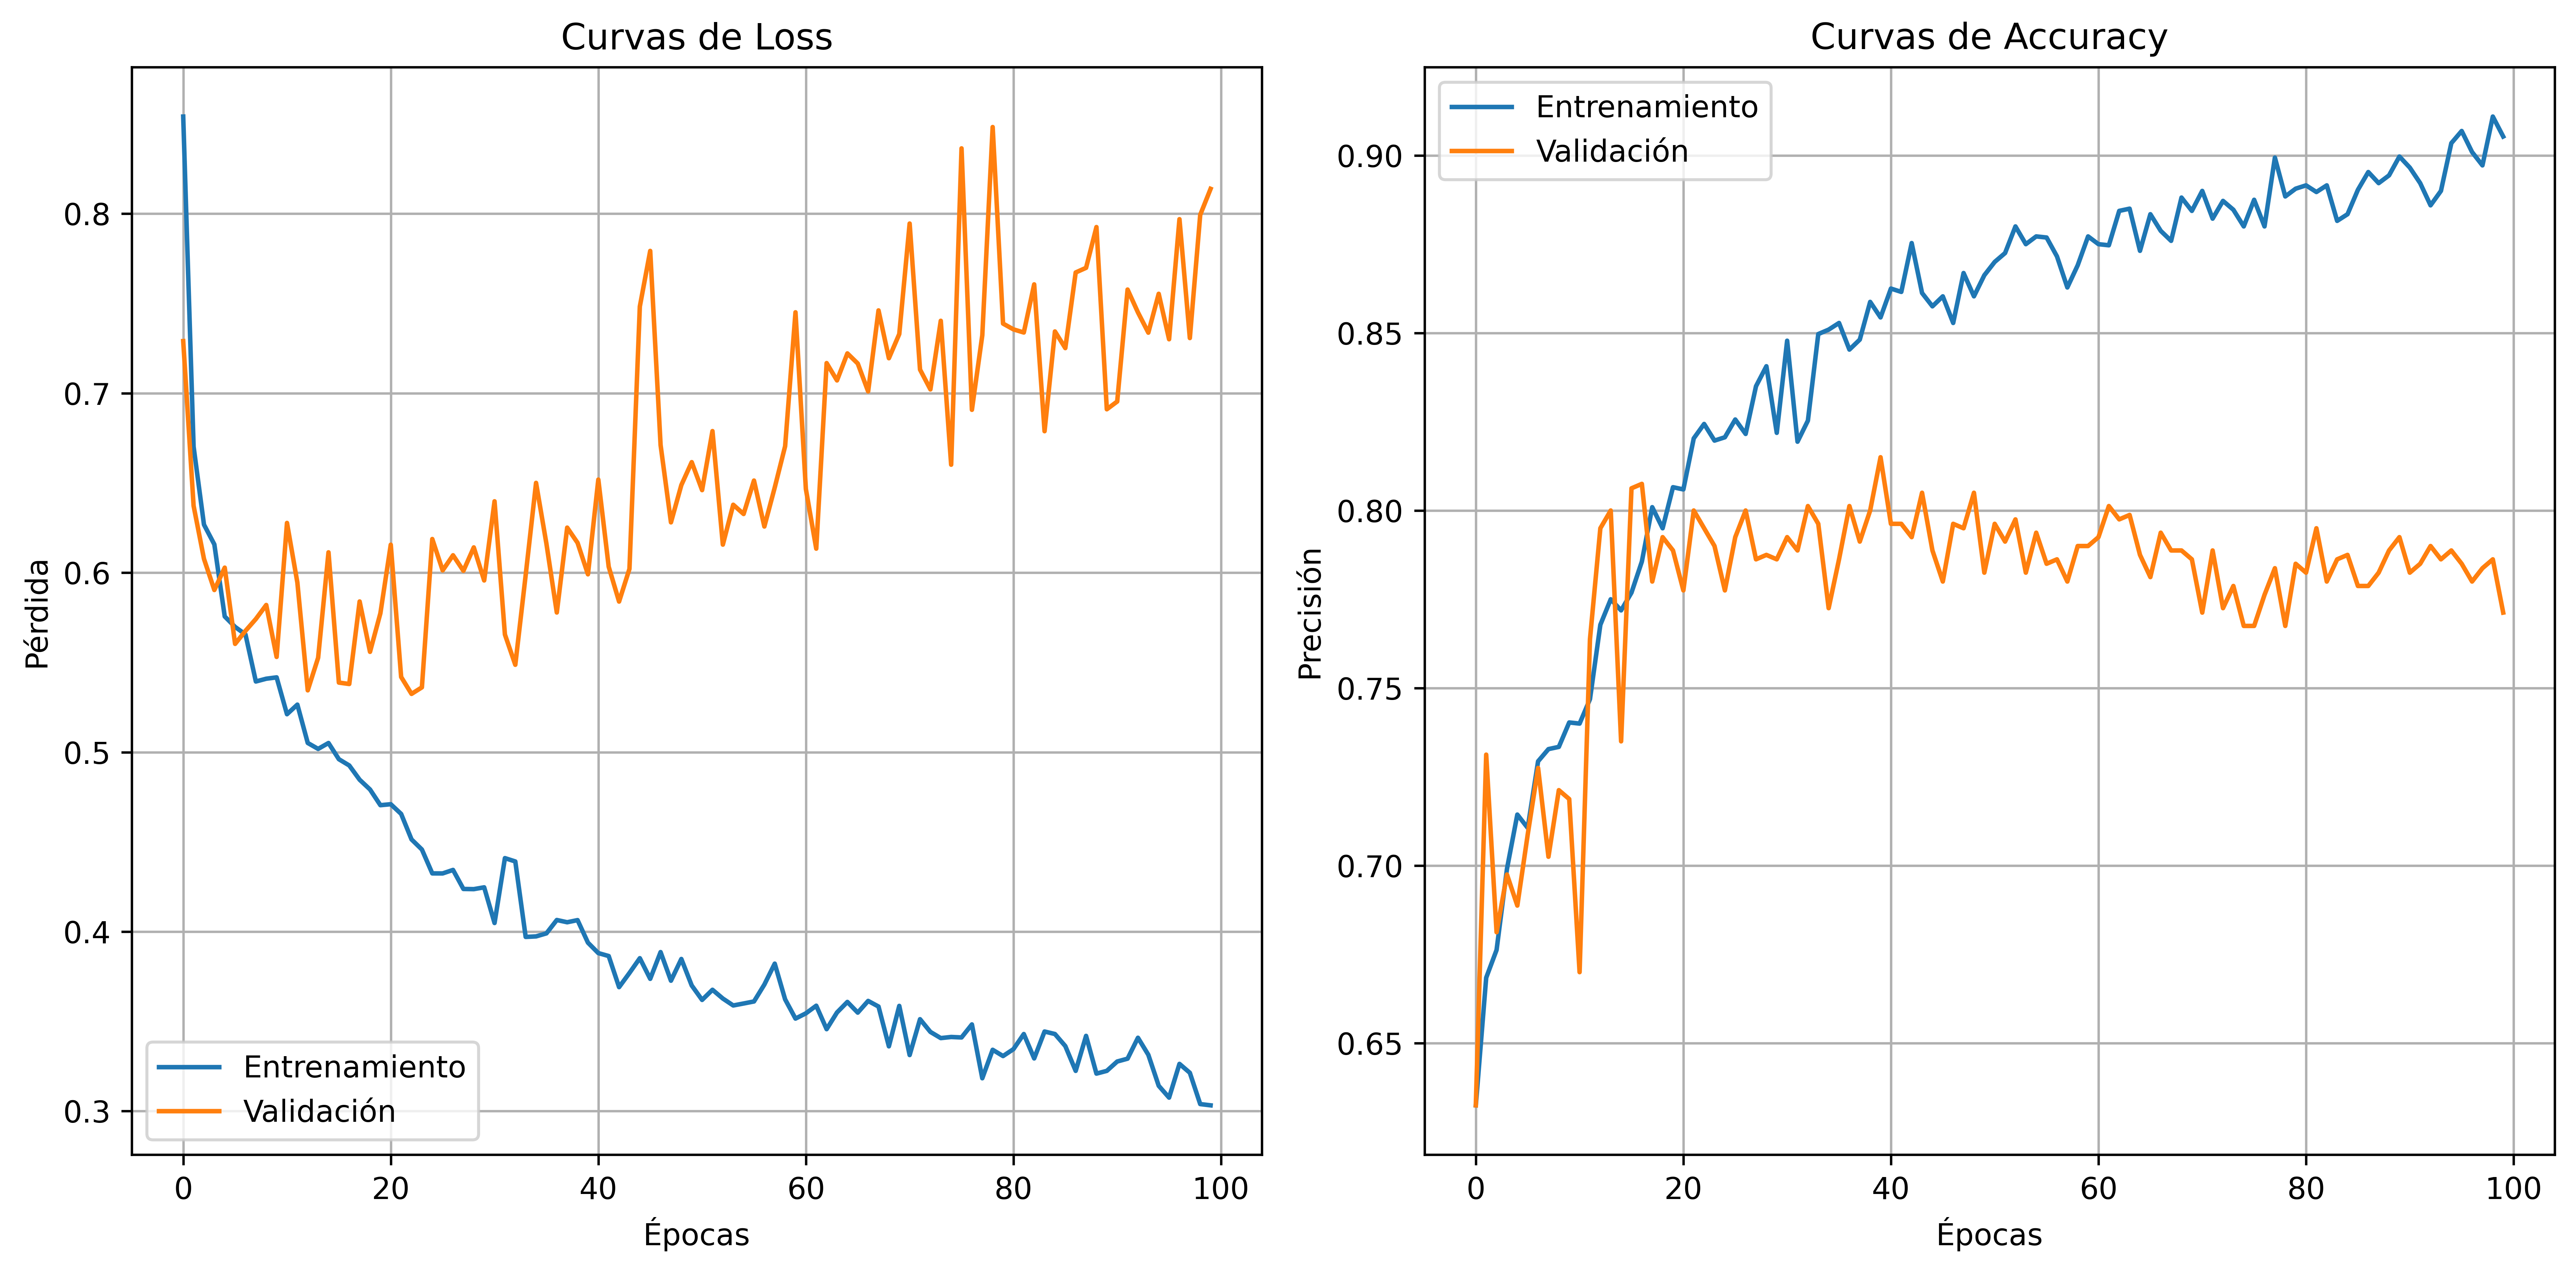 Curvas de Loss
Pérdida
0.8
0.7
0.6
0.5
0.4
0.3
Entrenamiento
Validación
0 20 40 60 80 100
Épocas
Curvas de Accuracy
Precisión
Entrenamiento
Validación
0.90
0.85
0.80
0.75
0.70
0.65
0 20 40 60 80 100
Épocas